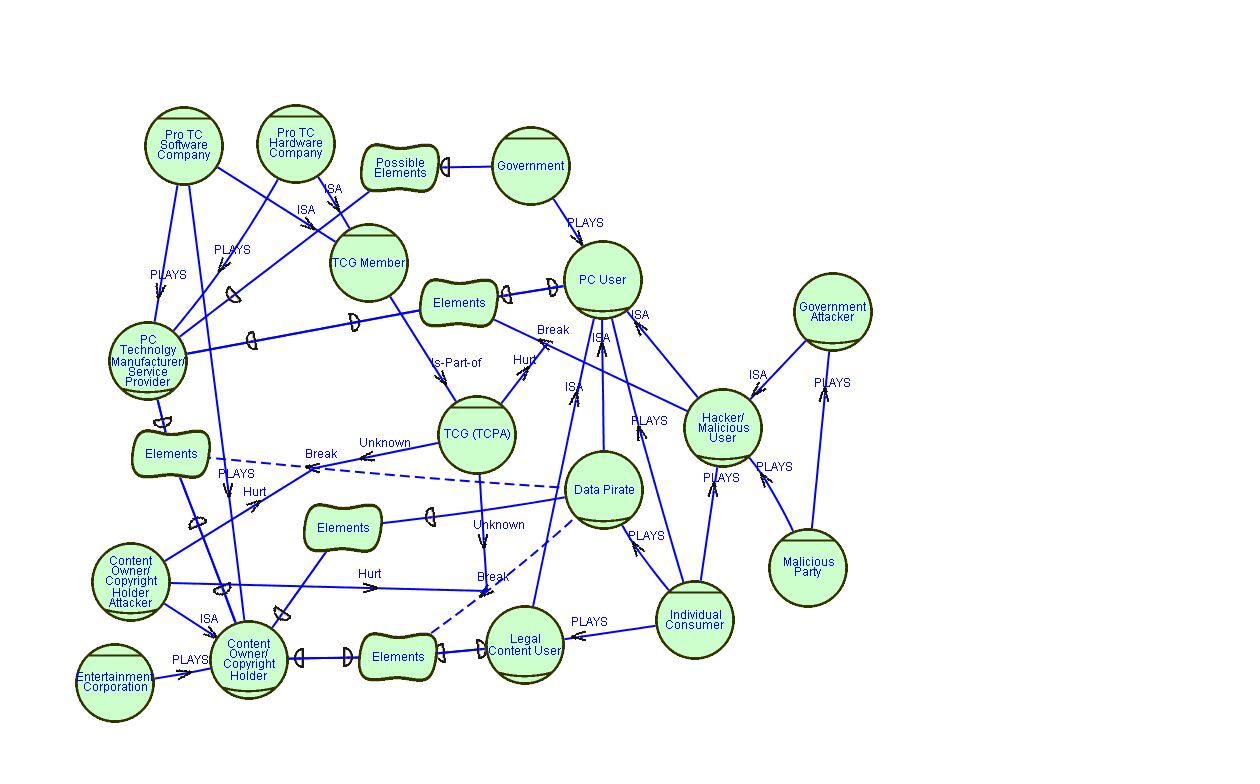 Pro TC
Software
Company
Pro TC
Hardware
Company
Possible
Elements
Government
ISA
ISA
PLAYS
PLAYS
PLAYS
TCG Member
PC User
Elements
Government
Attacker
ISA
Break
ISA
PC
Technolgy
Manufacturer/
Service
Provider
Is-Part-of
Hurt
ISA
PLAYS
ISA
Hacker/
Malicious
User
PLAYS
TCG (TCPA)
Unknown
Break
Elements
PLAYS
PLAYS
PLAYS
Hurt
Data Pirate
Elements
Unknown
PLAYS
Content
Owner/
Copyright
Holder
Attacker
Hurt
Break
Malicious
Party
ISA
PLAYS
Individual
Consumer
Legal
Content User
Content
Owner/
Copyright
Holder
Elements
PLAYS
Entertainment
Corporation